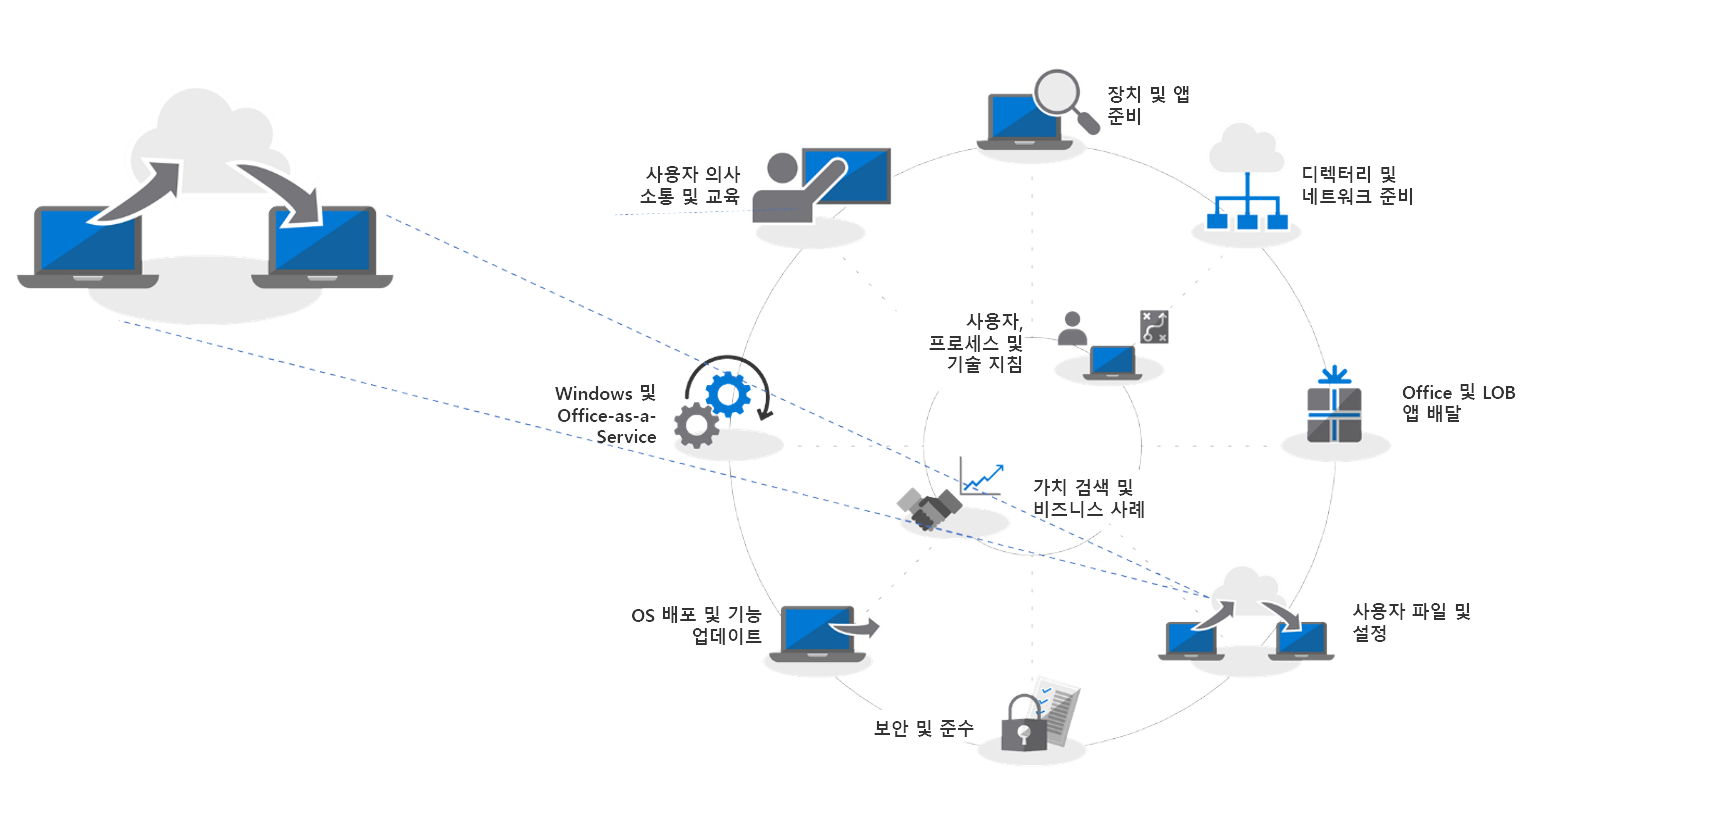 장치 및 앱
준비
사용자 의사
소통 및 교육
디렉터리 및
네트워크 준비
사용자,
프로세스 및
기술 지침
Windows 및
Office-as-a-
Service
Office 및 LOB
앱 배달
가치 검색 및
비즈니스 사례
OS 배포 및 기능
업데이트
사용자 파일 및
설정
보안 및 준수